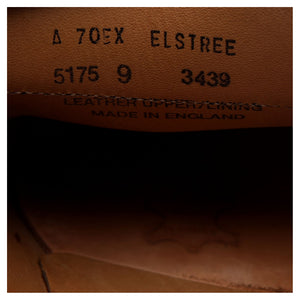 Δ 70EX ELSTREE
5175 9 3439
LEATHER UPPER/LINING
MADE IN ENGLAND